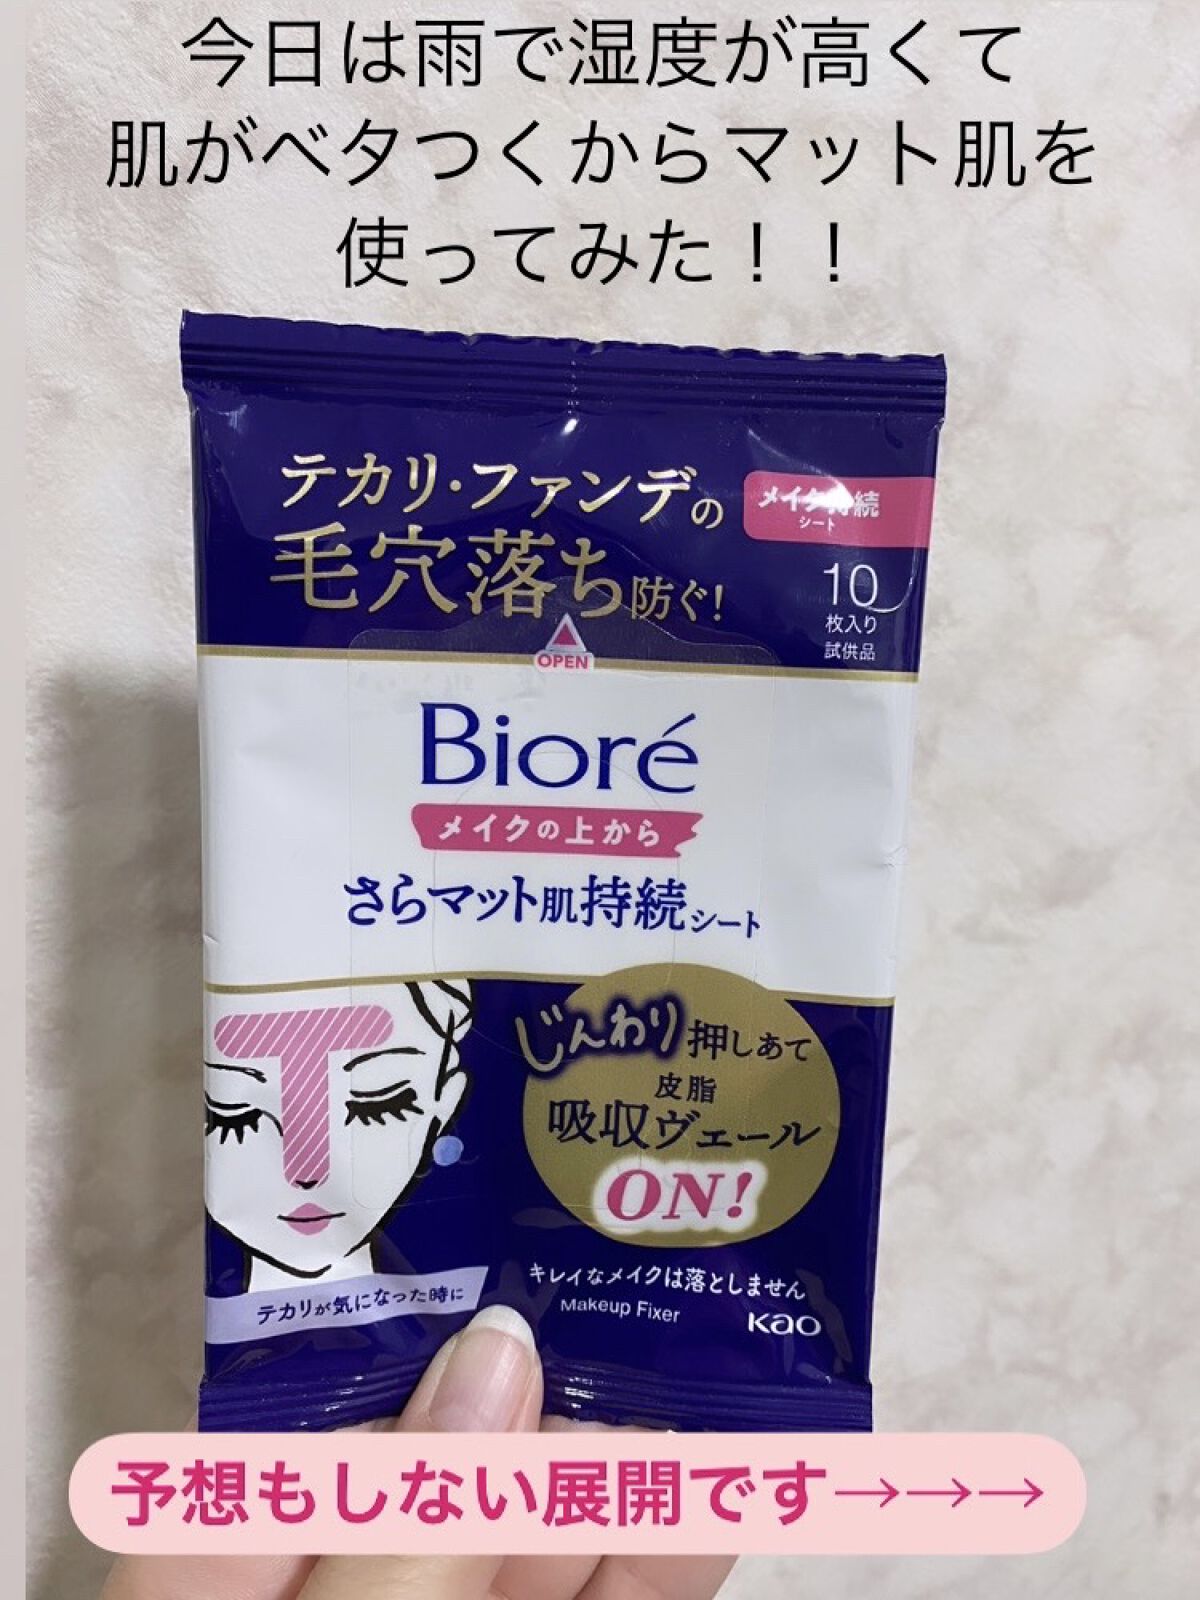 今日は雨で湿度が高くて
肌がベタつくからマット肌を
使ってみた！！
テカリ・ファンデの
毛穴落ち防ぐ!
メイク持続
シート
10
枚入り
試供品
OPEN
Bioré
メイクの上から
さらマット肌持続シート
じんわり押しあて
皮脂
吸収ヴェール
ON!
テカリが気になった時に
キレイなメイクは落としません
Makeup Fixer
Kao
予想もしない展開です→→→